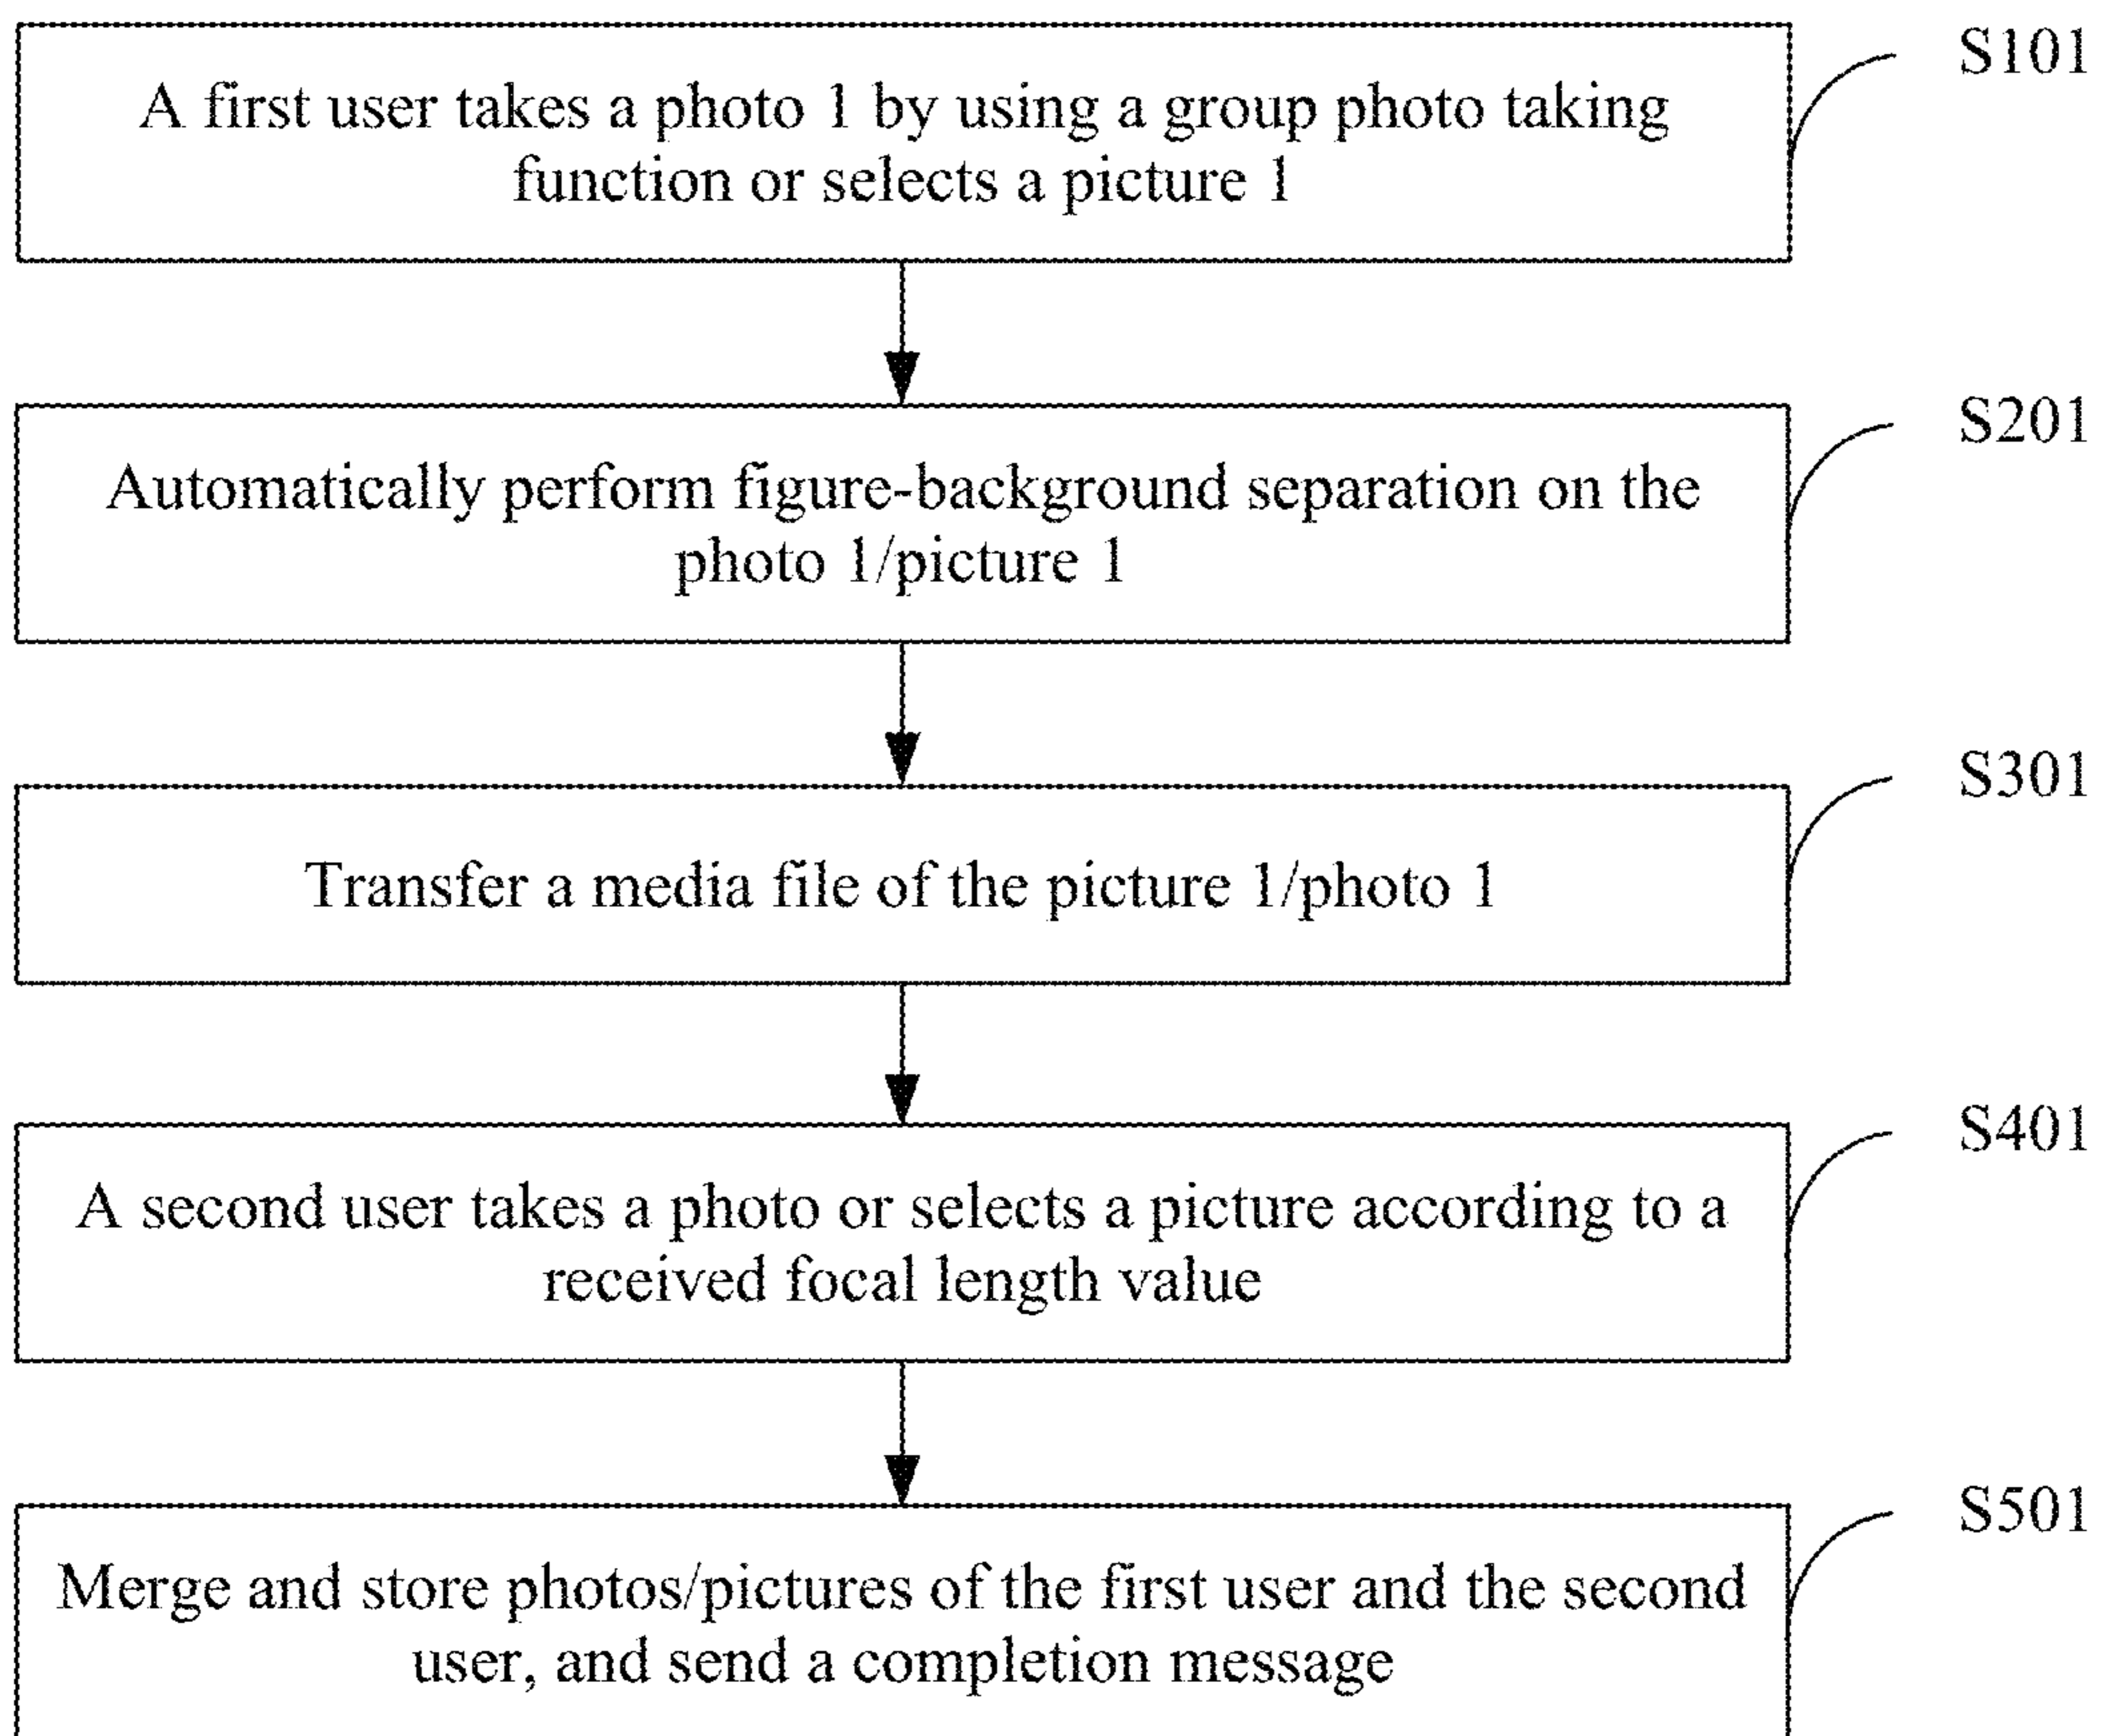 A first user takes a photo 1 by using a group photo taking
function or selects a picture 1
S101
Automatically perform figure-background separation on the
photo 1/picture 1
S201
Transfer a media file of the picture 1/photo 1
S301
A second user takes a photo or selects a picture according to a
received focal length value
S401
Merge and store photos/pictures of the first user and the second
user, and send a completion message
S501